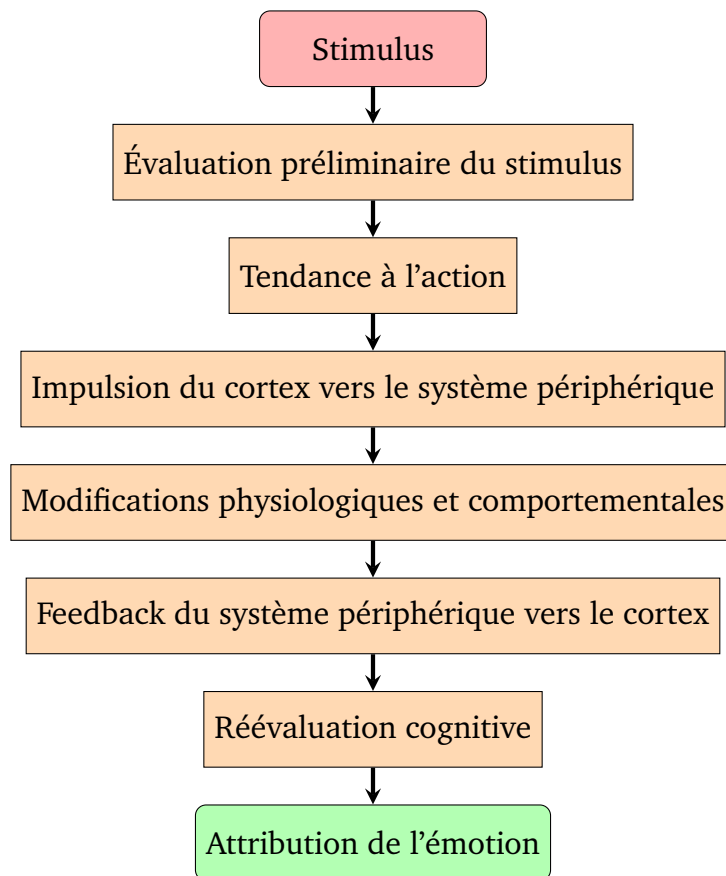 Stimulus
Évaluation préliminaire du stimulus
Tendance à l’action
Impulsion du cortex vers le système périphérique
Modifications physiologiques et comportementales
Feedback du système périphérique vers le cortex
Réévaluation cognitive
Attribution de l’émotion